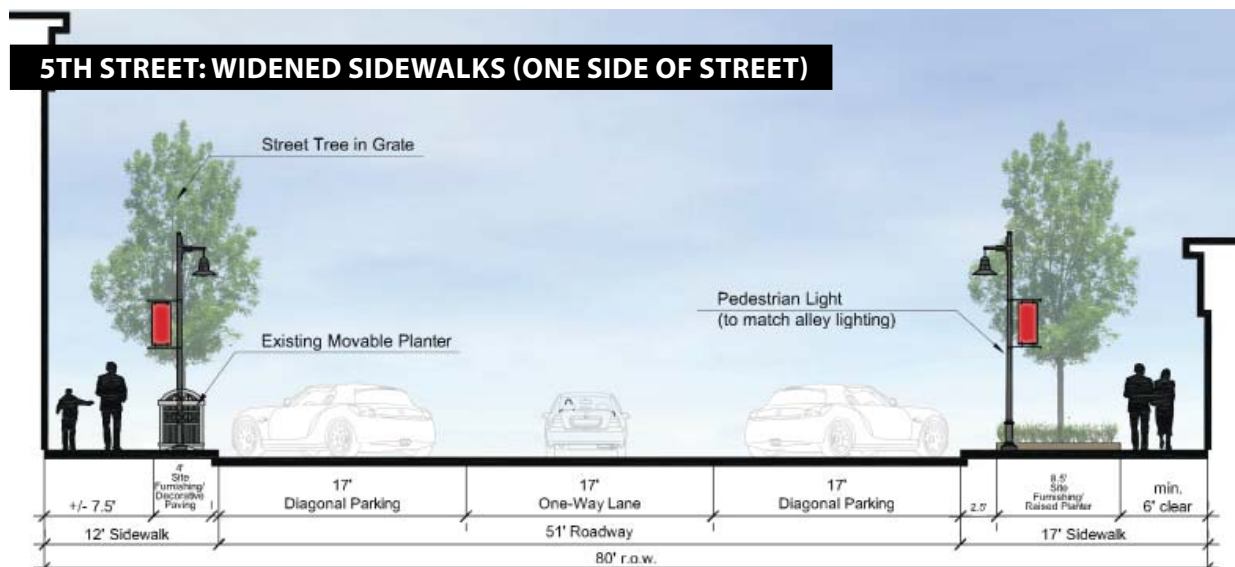 5TH STREET: WIDENED SIDEWALKS (ONE SIDE OF STREET)
Street Tree in Grate
Existing Movable Planter
Pedestrian Light
(to match alley lighting)
+/- 7.5'
4'
Site
Furnishing/
Decorative
Paving
17'
Diagonal Parking
17'
One-Way Lane
17'
Diagonal Parking
2.5'
8.5'
Site
Furnishing/
Raised Planter
min.
6' clear
12' Sidewalk
51' Roadway
17' Sidewalk
80' r.o.w.